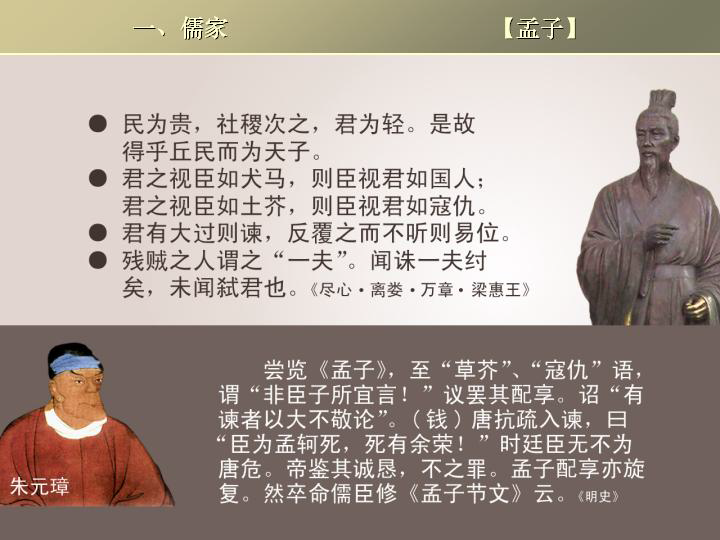 一、儒家
【孟子】
● 民为贵，社稷次之，君为轻。是故
得乎丘民而为天子。
● 君之视臣如犬马，则臣视君如国人；
君之视臣如土芥，则臣视君如寇仇。
● 君有大过则谏，反覆之而不听则易位。
● 残贼之人谓之“一夫”。闻诛一夫纣
矣，未闻弑君也。《尽心·离娄·万章·梁惠王》
尝览《孟子》，至“草芥”、“寇仇”语，
谓“非臣子所宜言！”议罢其配享。诏“有
谏者以大不敬论”。（钱）唐抗疏入谏，曰
“臣为孟轲死，死有余荣！”时廷臣无不为
唐危。帝鉴其诚恳，不之罪。孟子配享亦旋
复。然卒命儒臣修《孟子节文》云。《明史》
朱元璋